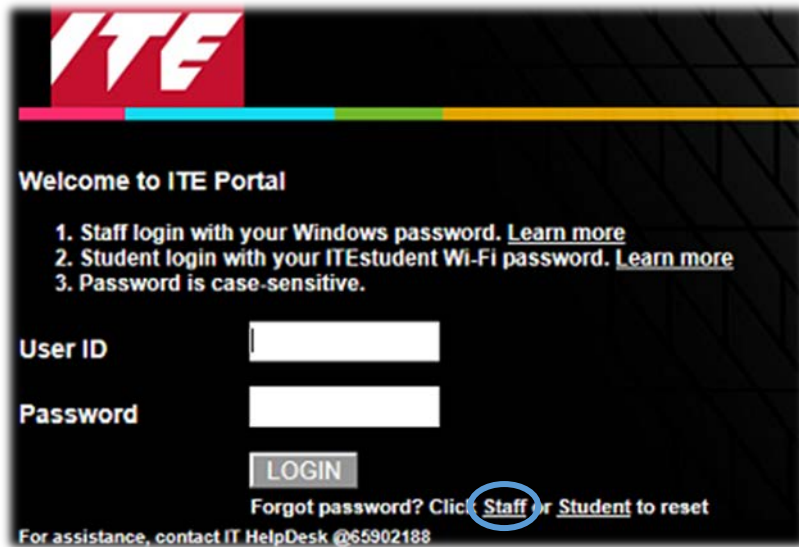 ITE
Welcome to ITE Portal
1. Staff login with your Windows password. Learn more
2. Student login with your ITEstudent Wi-Fi password. Learn more
3. Password is case-sensitive.
User ID
Password
LOGIN
Forgot password? Click Staff or Student to reset
For assistance, contact IT HelpDesk @65902188